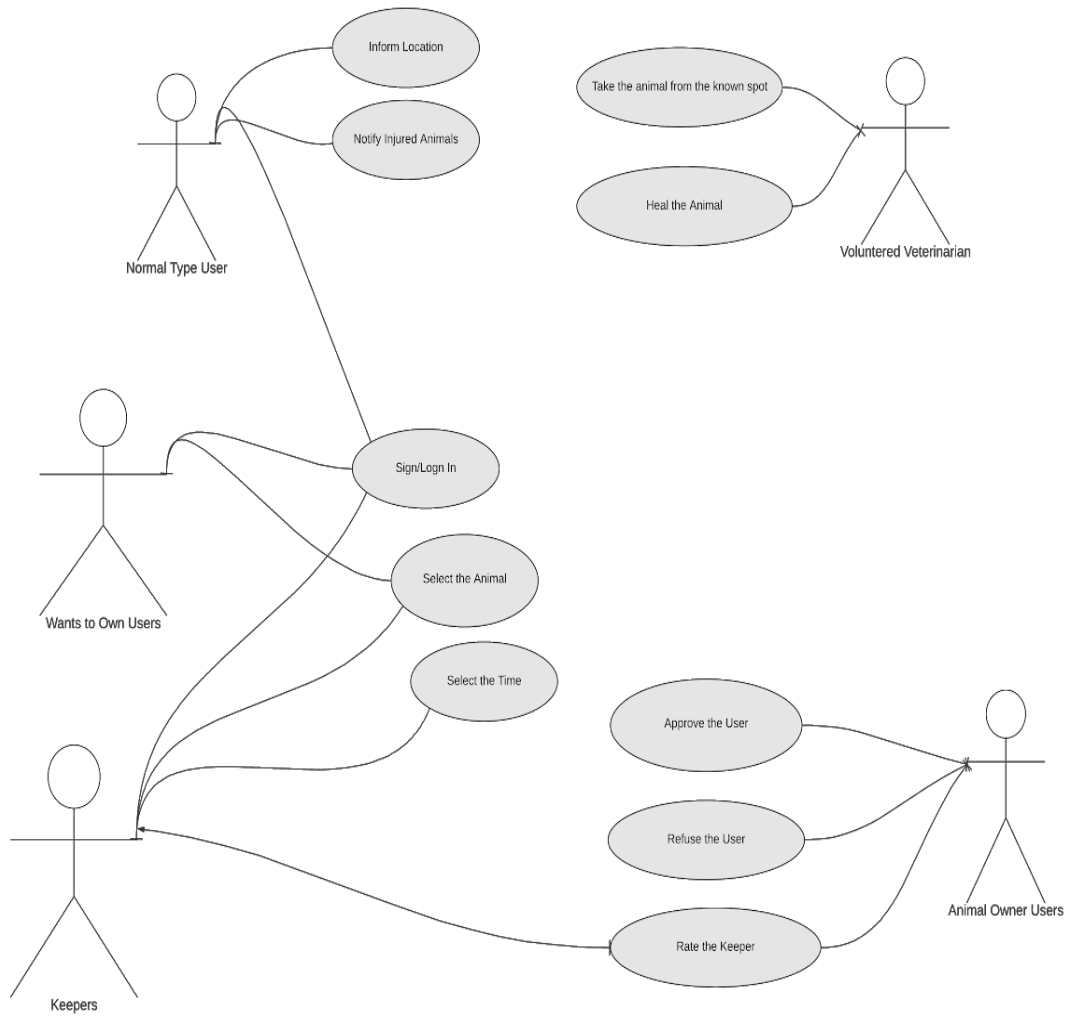 Inform Location
Take the animal from the known spot
Notify Injured Animals
Heal the Animal
Voluntered Veterinarian
Normal Type User
Sign/Logn In
Select the Animal
Wants to Own Users
Select the Time
Approve the User
Refuse the User
Animal Owner Users
Rate the Keeper
Keepers